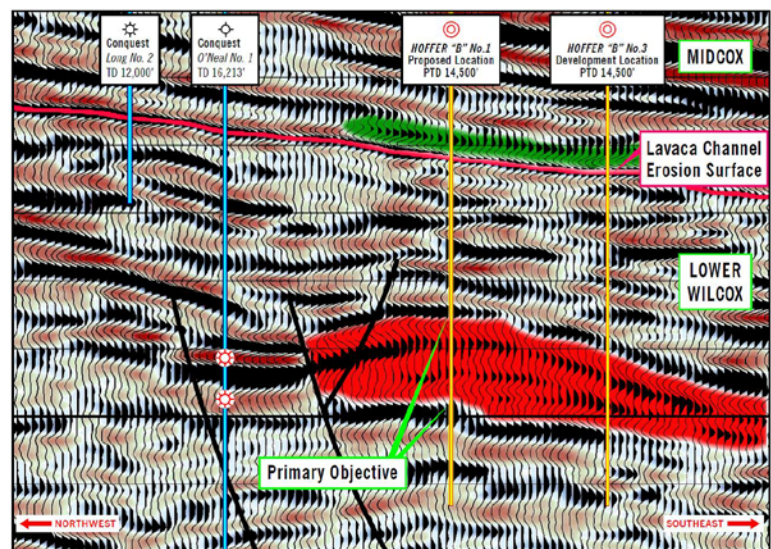 Conquest
Long No. 2
TD 12,000'
Conquest
O'Neal No. 1
TD 16,213'
HOFFER "B" No.1
Proposed Location
PTD 14,500'
HOFFER "B" No.3
Development Location
PTD 14,500'
MIDCOX
Lavaca Channel
Erosion Surface
LOWER
WILCOX
Primary Objective
NORTHWEST
SOUTHEAST